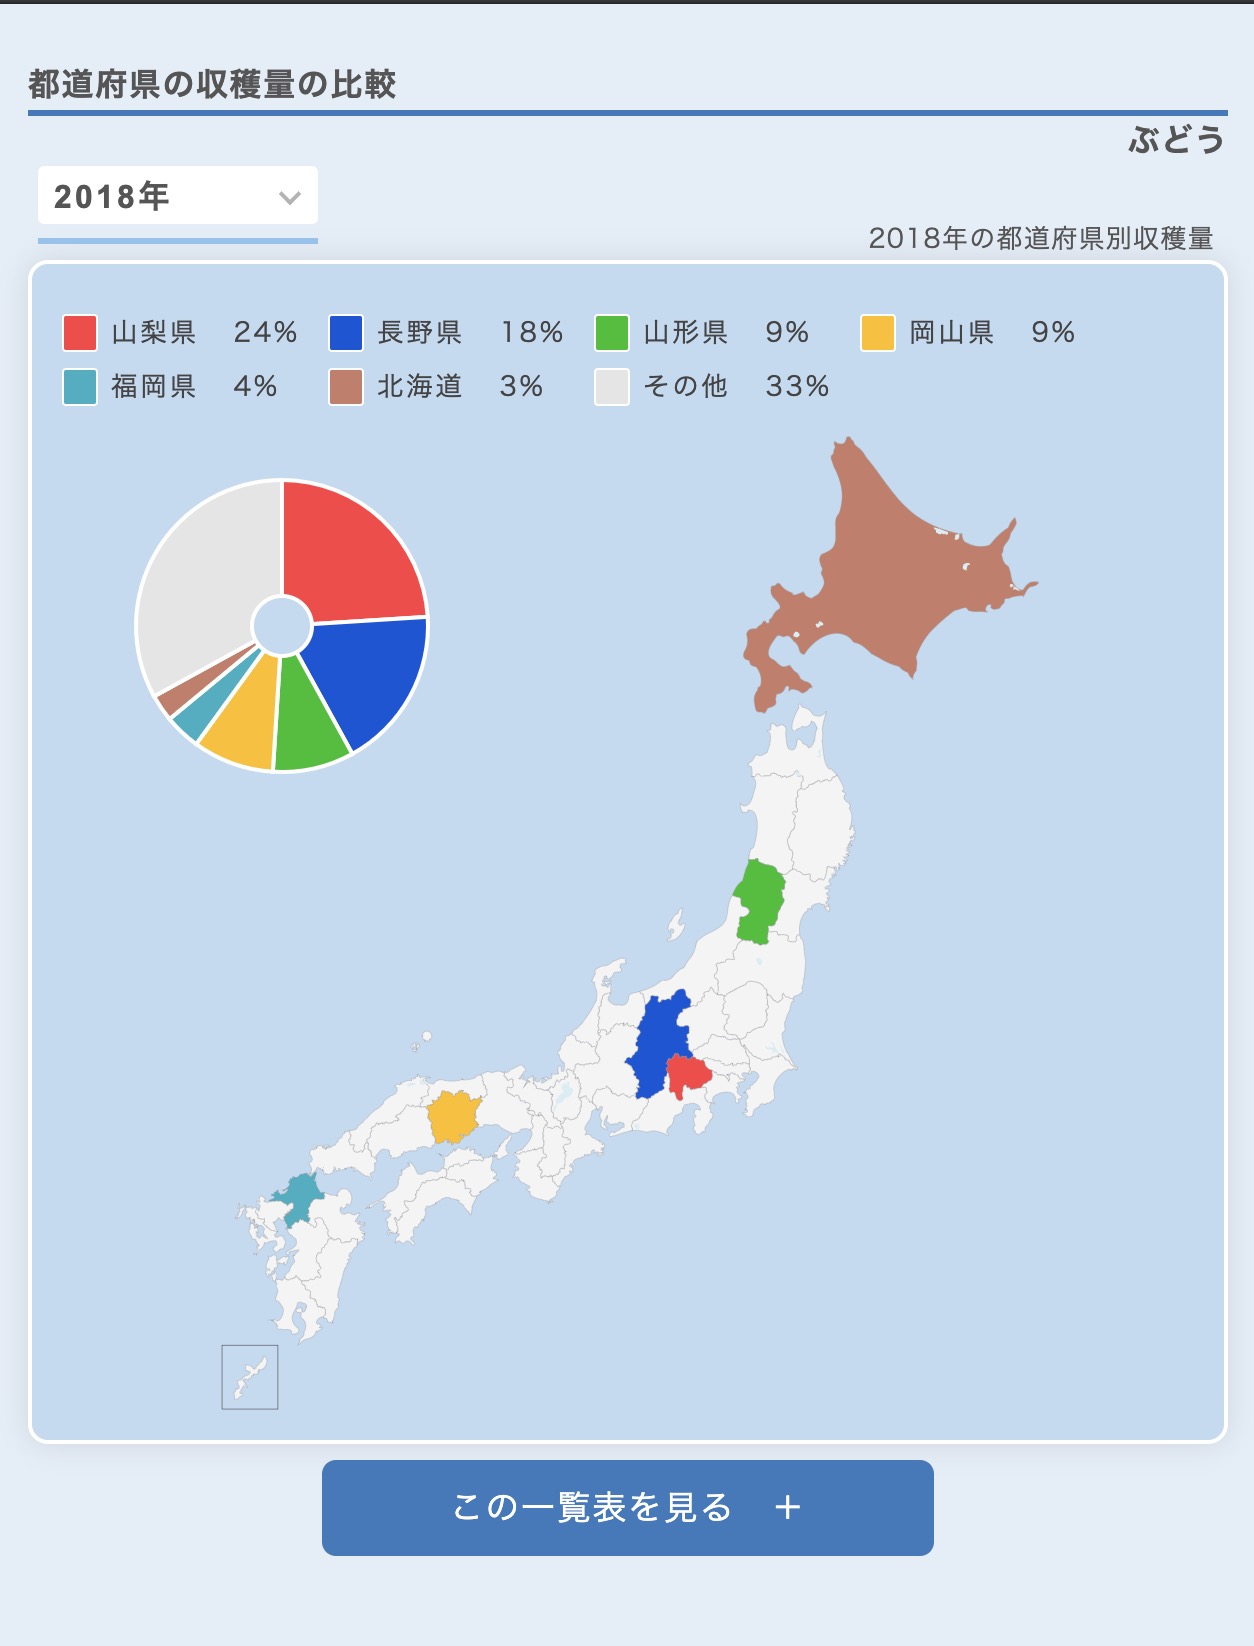 都道府県の収穫量の比較
ぶどう
2018年
2018年の都道府県別収穫量
山梨県 24% 長野県 18% 山形県 9% 岡山県 9%
福岡県 4% 北海道 3% その他 33%
この一覧表を見る ＋